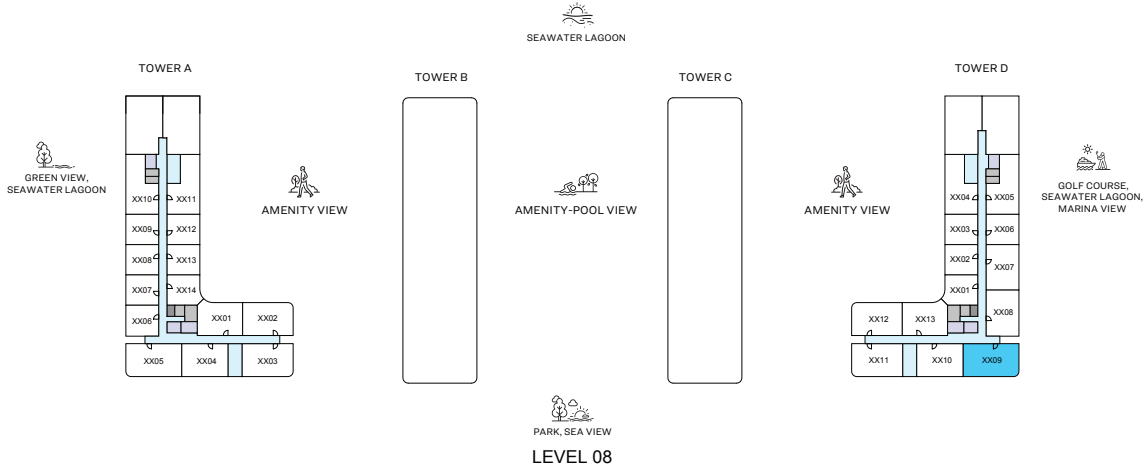 SEAWATER LAGOON
TOWER A
TOWER B
TOWER C
TOWER D
GREEN VIEW,
SEAWATER LAGOON
AMENITY VIEW
AMENITY-POOL VIEW
AMENITY VIEW
GOLF COURSE,
SEAWATER LAGOON,
MARINA VIEW
XX10 XX11
XX09 XX12
XX08 XX13
XX07 XX14
XX06
XX01 XX02
XX05 XX04 XX03
XX04 XX05
XX03 XX06
XX02 XX07
XX01
XX08
XX12 XX13
XX11 XX10 XX09
PARK, SEA VIEW
LEVEL 08